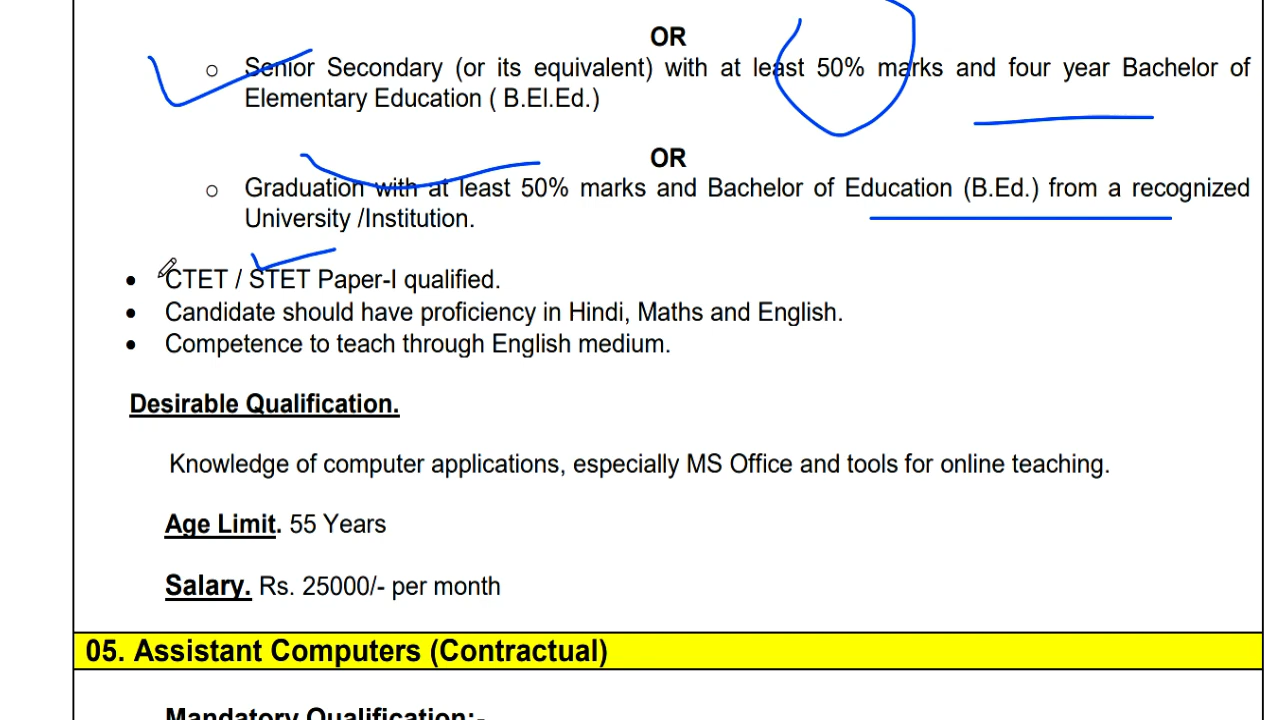 OR
o Senior Secondary (or its equivalent) with at least 50% marks and four year Bachelor of
Elementary Education ( B.El.Ed.)
OR
o Graduation with at least 50% marks and Bachelor of Education (B.Ed.) from a recognized
University /Institution.
• CTET / STET Paper-I qualified.
• Candidate should have proficiency in Hindi, Maths and English.
• Competence to teach through English medium.
Desirable Qualification.
Knowledge of computer applications, especially MS Office and tools for online teaching.
Age Limit. 55 Years
Salary. Rs. 25000/- per month
05. Assistant Computers (Contractual)
Mandatory Qualification:-